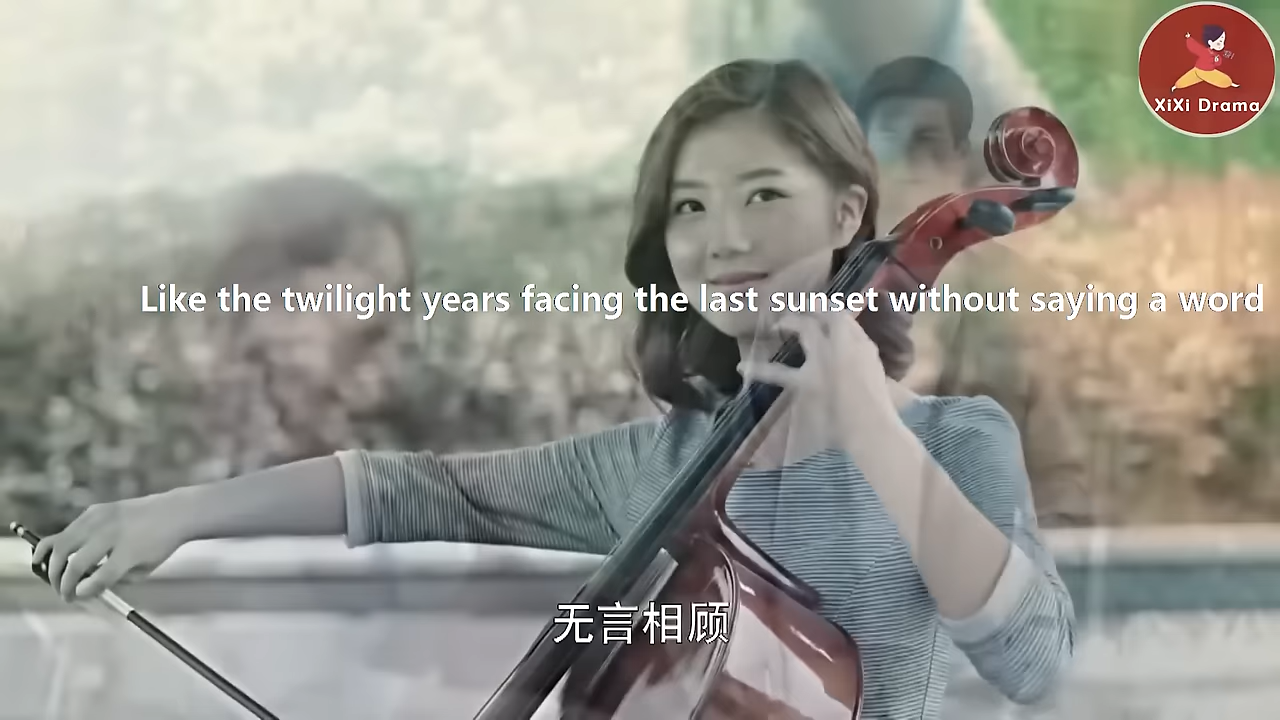 XiXi Drama
Like the twilight years facing the last sunset without saying a word
无言相顾